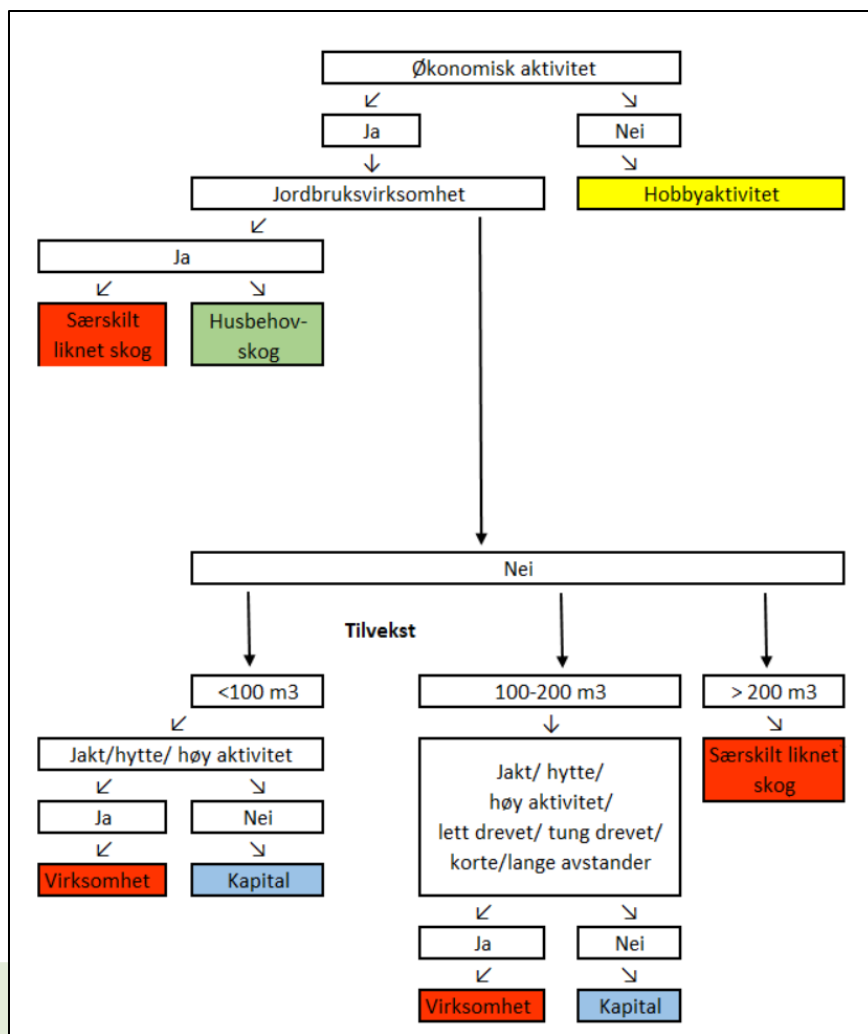 Økonomisk aktivitet
Ja
Nei
Jordbruksvirksomhet
Hobbyaktivitet
Ja
Særskilt
liknet skog
Husbehov-
skog
Nei
Tilvekst
<100 m3
100-200 m3
> 200 m3
Jakt/hytte/ høy aktivitet
Jakt/ hytte/
høy aktivitet/
lett drevet/ tung drevet/
korte/lange avstander
Særskilt liknet
skog
Ja
Nei
Virksomhet
Kapital
Ja
Nei
Virksomhet
Kapital